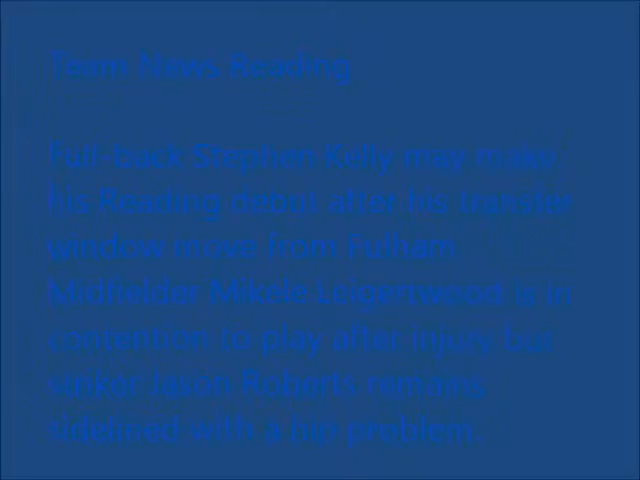 Team News Reading
Full-back Stephen Kelly may make
his Reading debut after his transfer
window move from Fulham.
Midfielder Mikele Leigertwood is in
contention to play after injury but
striker Jason Roberts remains
sidelined with a hip problem.